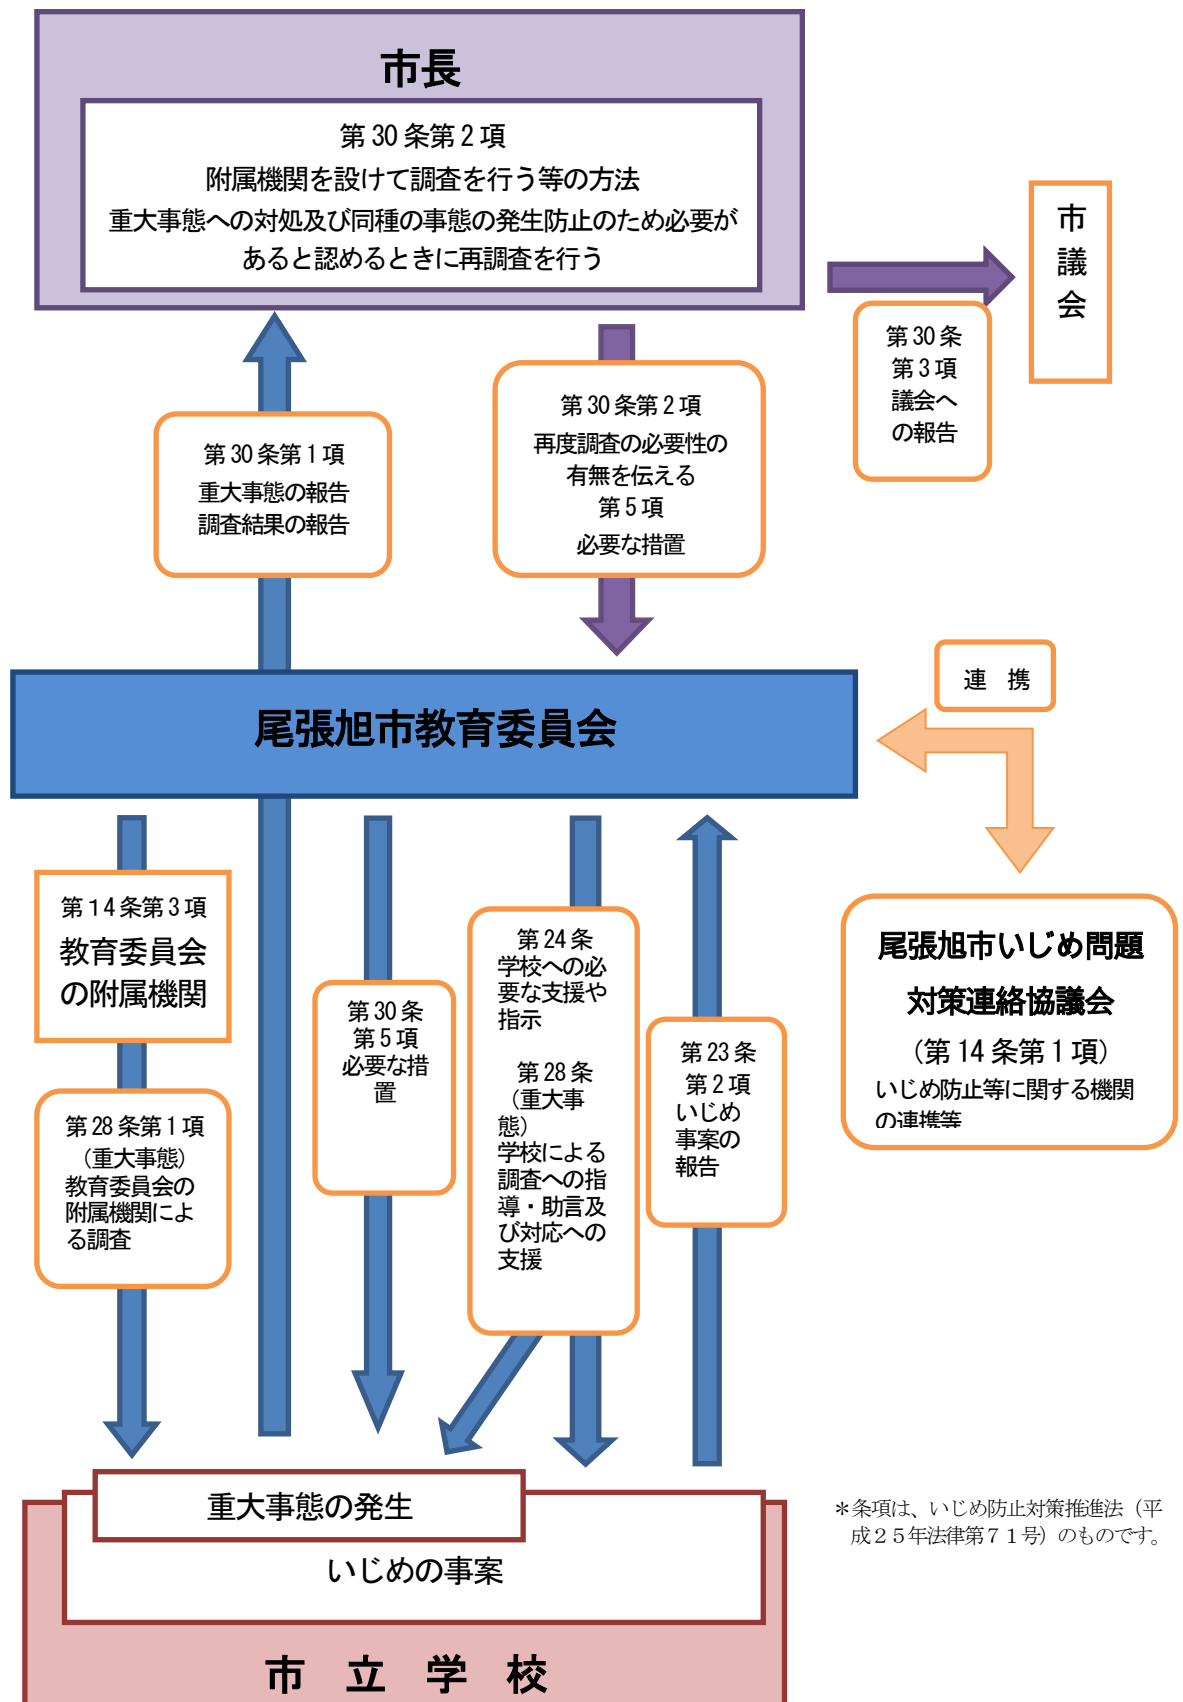 市長
第30条第2項
附属機関を設けて調査を行う等の方法
重大事態への対処及び同種の事態の発生防止のため必要が
あると認めるときに再調査を行う
市
議
会
第30条
第3項
議会へ
の報告
第30条第1項
重大事態の報告
調査結果の報告
第30条第2項
再度調査の必要性の
有無を伝える
第5項
必要な措置
連 携
尾張旭市教育委員会
第14条第3項
教育委員会
の附属機関
第28条第1項
（重大事態）
教育委員会の
附属機関によ
る調査
第30条
第5項
必要な措
置
第24条
学校への必
要な支援や
指示
第28条
（重大事
態）
学校による
調査への指
導・助言及
び対応への
支援
第23条
第2項
いじめ
事案の
報告
尾張旭市いじめ問題
対策連絡協議会
（第14条第1項）
いじめ防止等に関する機関
の連携等
重大事態の発生
いじめの事案
市 立 学 校
＊条項は、いじめ防止対策推進法（平
成２５年法律第７１号）のものです。